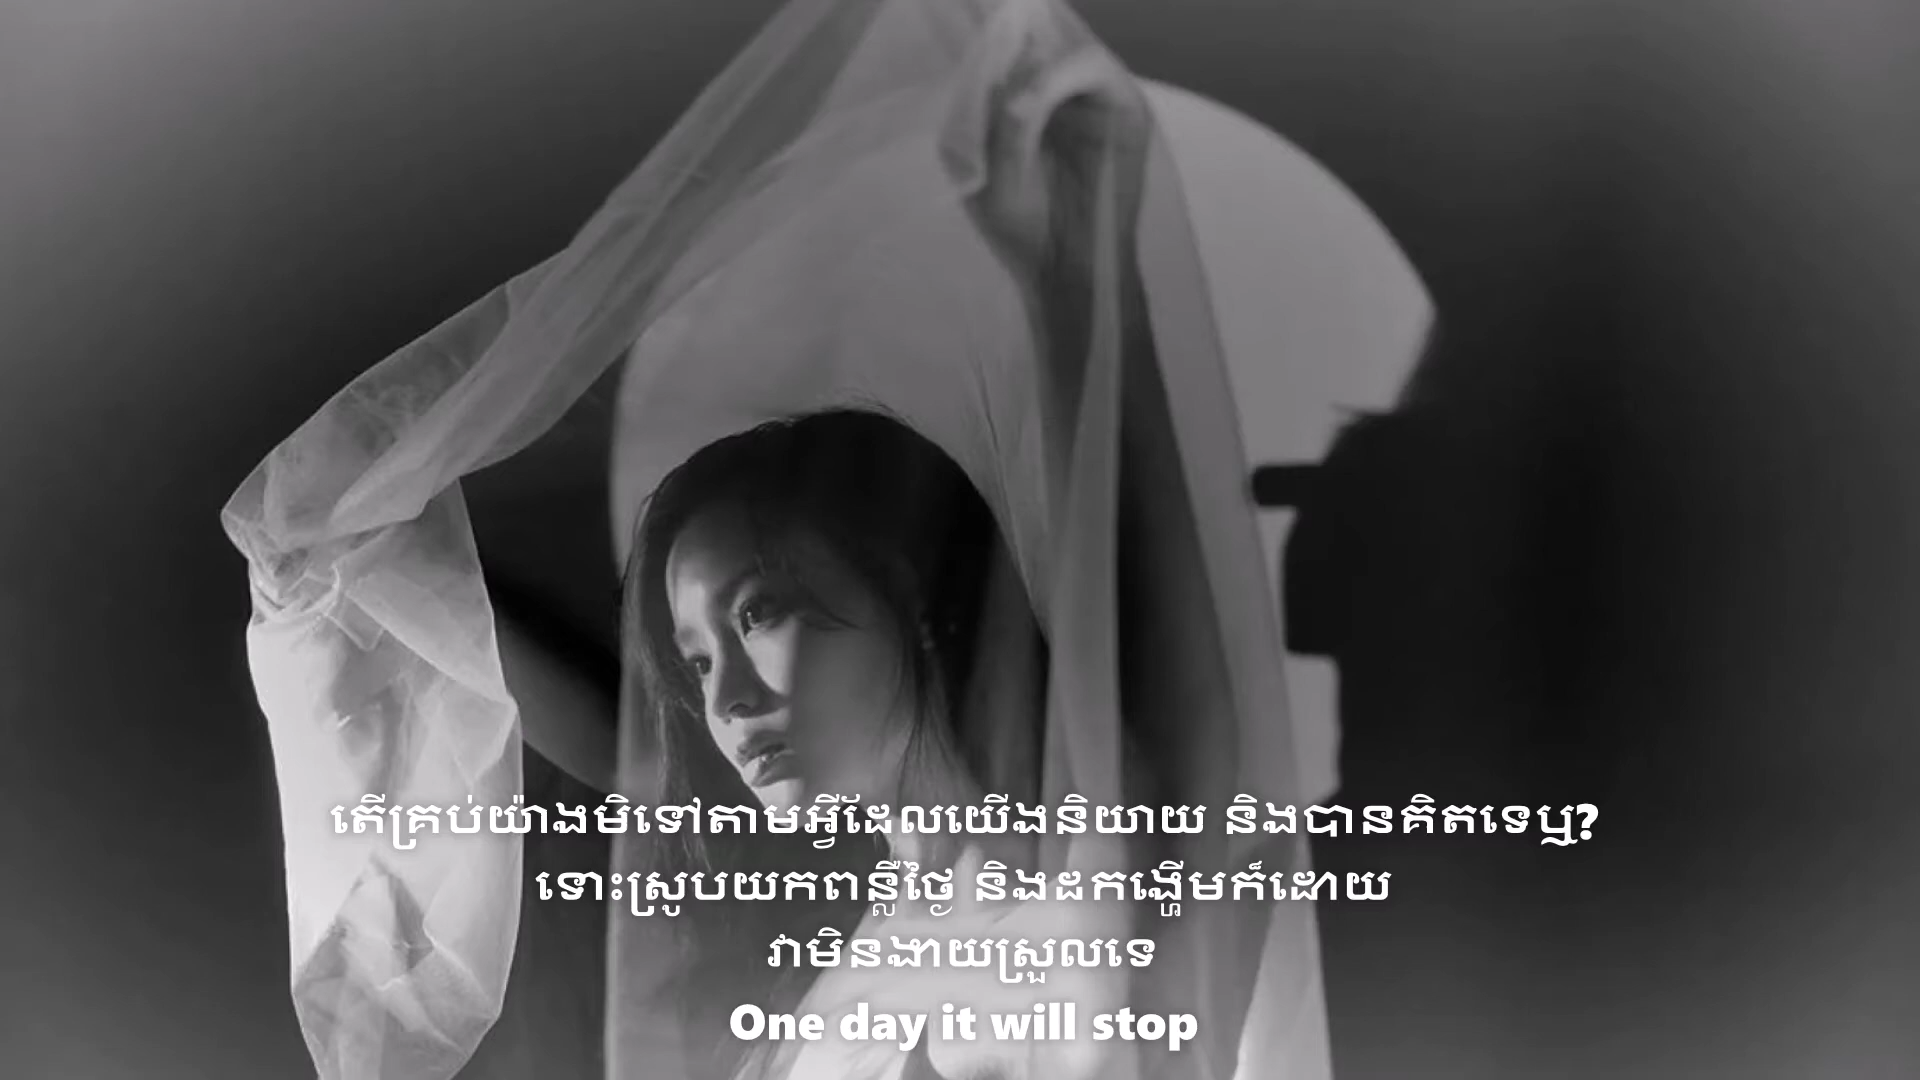 តើគ្រប់យ៉ាងមិទៅតាមអ្វីដែលយើងនិយាយ និងបានគិតទេឬ?
ទោះស្រូបយកពន្លឺថ្ងៃ និងដកង្ហើមក៏ដោយ
វាមិនងាយស្រួលទេ
One day it will stop